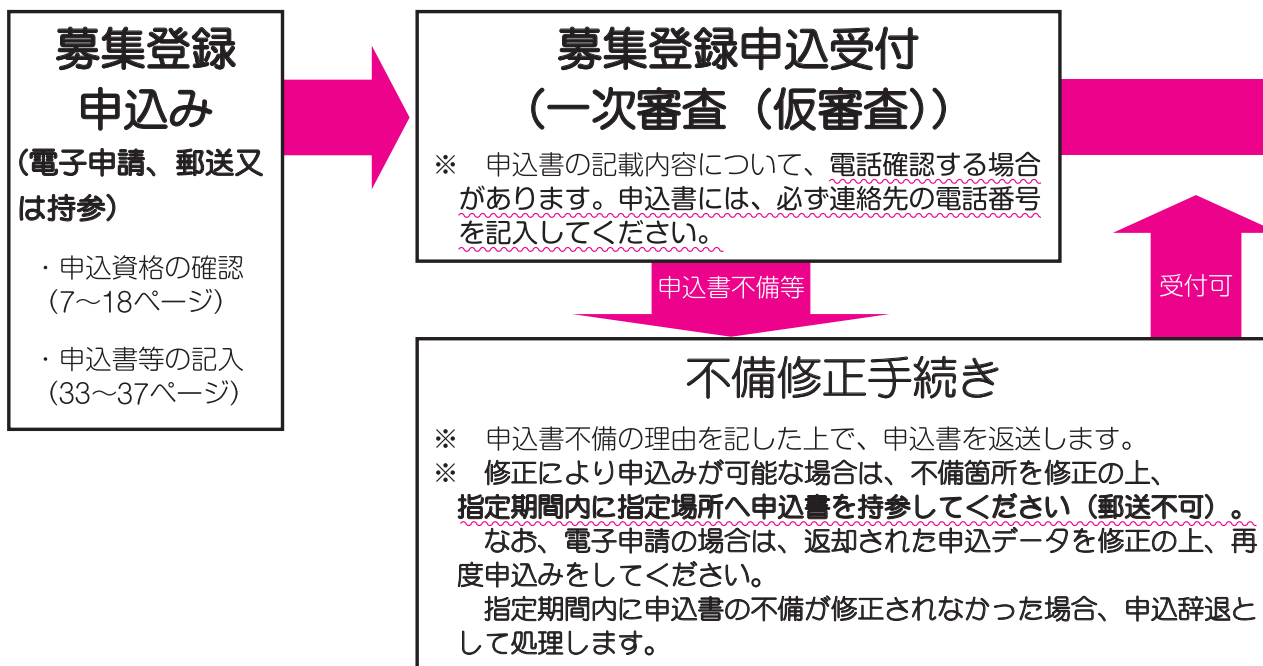 募集登録
申込み
(電子申請、郵送又
は持参)
・申込資格の確認
(7～18ページ)
・申込書等の記入
(33～37ページ)
募集登録申込受付
(一次審査(仮審査))
※ 申込書の記載内容について、電話確認する場合
があります。申込書には、必ず連絡先の電話番号
を記入してください。
申込書不備等
受付可
不備修正手続き
※ 申込書不備の理由を記した上で、申込書を返送します。
※ 修正により申込みが可能な場合は、不備箇所を修正の上、
指定期間内に指定場所へ申込書を持参してください(郵送不可)。
なお、電子申請の場合は、返却された申込データを修正の上、再
度申込みをしてください。
指定期間内に申込書の不備が修正されなかった場合、申込辞退と
して処理します。